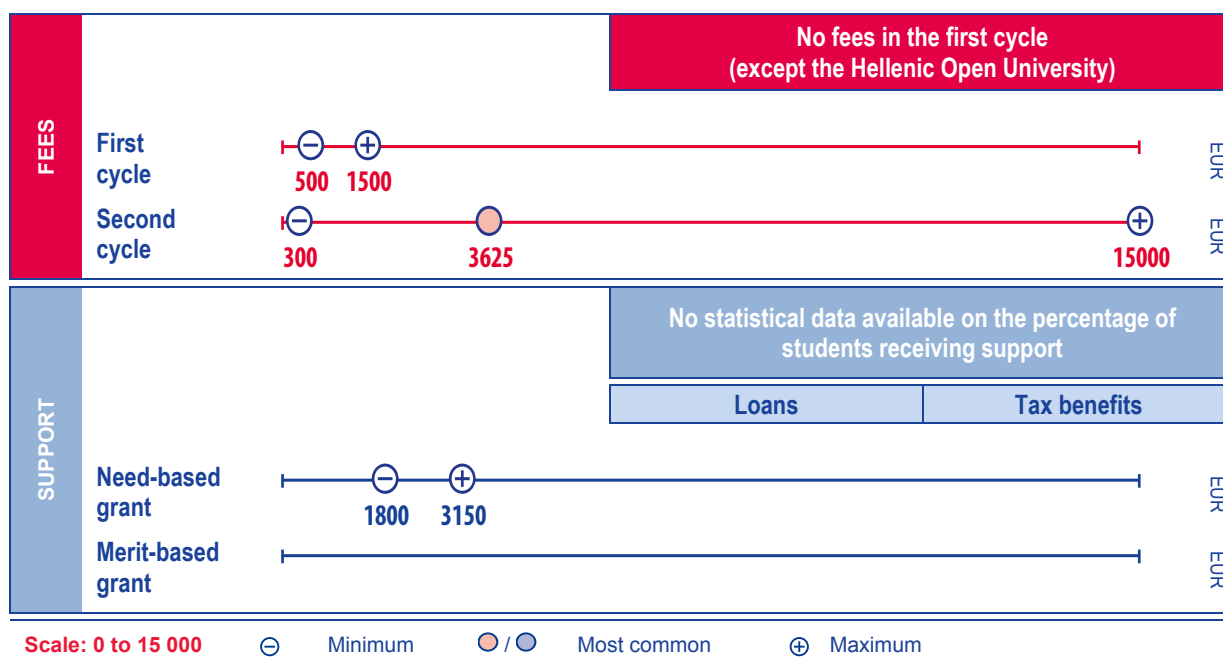 No fees in the first cycle
(except the Hellenic Open University)
FEES
First
cycle
500 1500
EUR
Second
cycle
300 3625 15000
EUR
No statistical data available on the percentage of
students receiving support
Loans Tax benefits
SUPPORT
Need-based
grant
1800 3150
EUR
Merit-based
grant
EUR
Scale: 0 to 15 000 Minimum / Most common Maximum